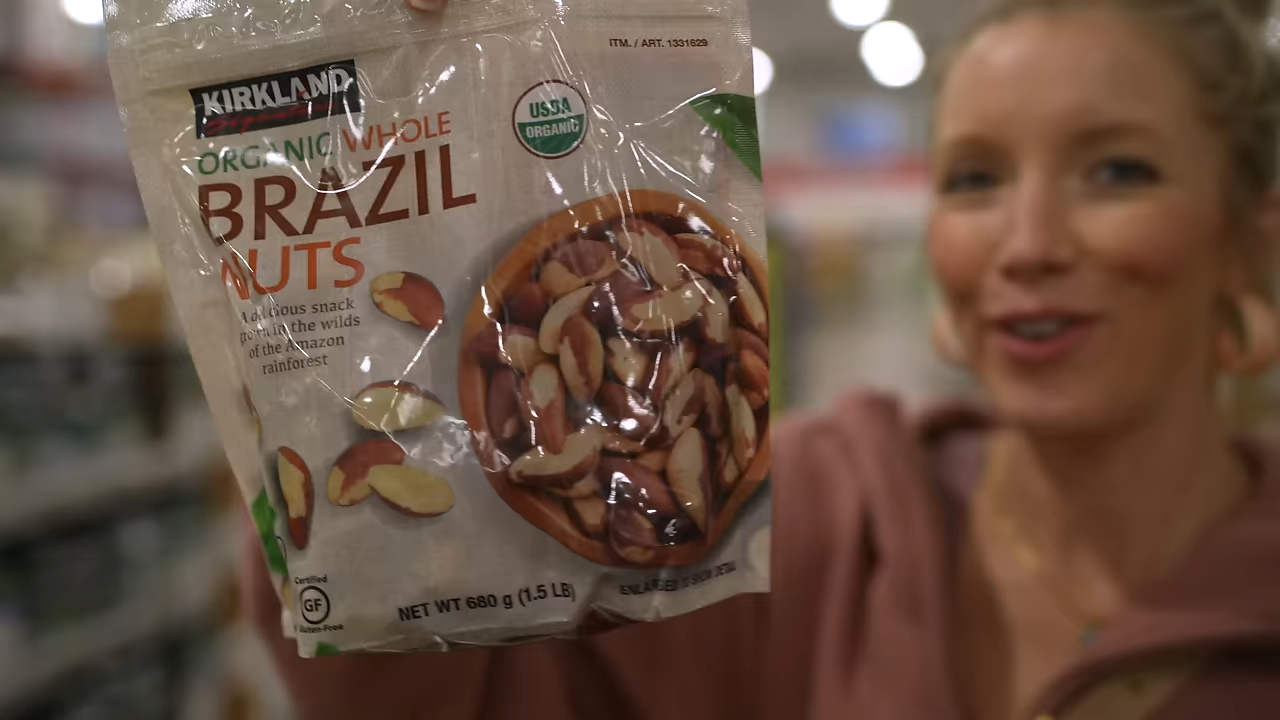 ITM. / ART. 1331629
KIRKLAND
Signature
USDA
ORGANIC
ORGANIC WHOLE
BRAZIL
NUTS
A delicious snack
grown in the wilds
of the Amazon
rainforest
Certified
GF
Gluten-Free
NET WT 680 g (1.5 LB)
ENLARGED TO SHOW DETAIL